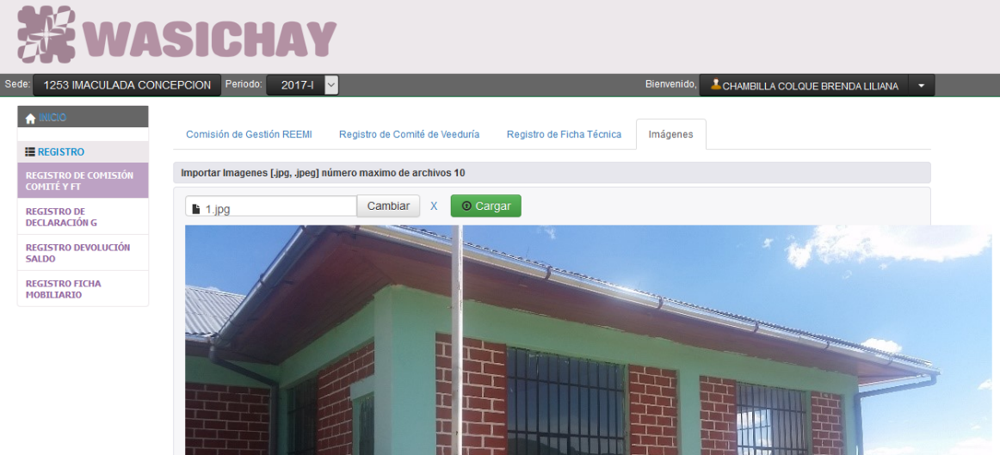 WASICHAY
Sede: 1253 IMACULADA CONCEPCION Periodo: 2017-I Bienvenido, CHAMBILLA COLQUE BRENDA LILIANA
INICIO
REGISTRO
REGISTRO DE COMISIÓN
COMITÉ Y FT
REGISTRO DE
DECLARACIÓN G
REGISTRO DEVOLUCIÓN
SALDO
REGISTRO FICHA
MOBILIARIO
Comisión de Gestión REEMI Registro de Comité de Veeduría Registro de Ficha Técnica Imágenes
Importar Imagenes [.jpg, .jpeg] número maximo de archivos 10
1.jpg Cambiar X Cargar